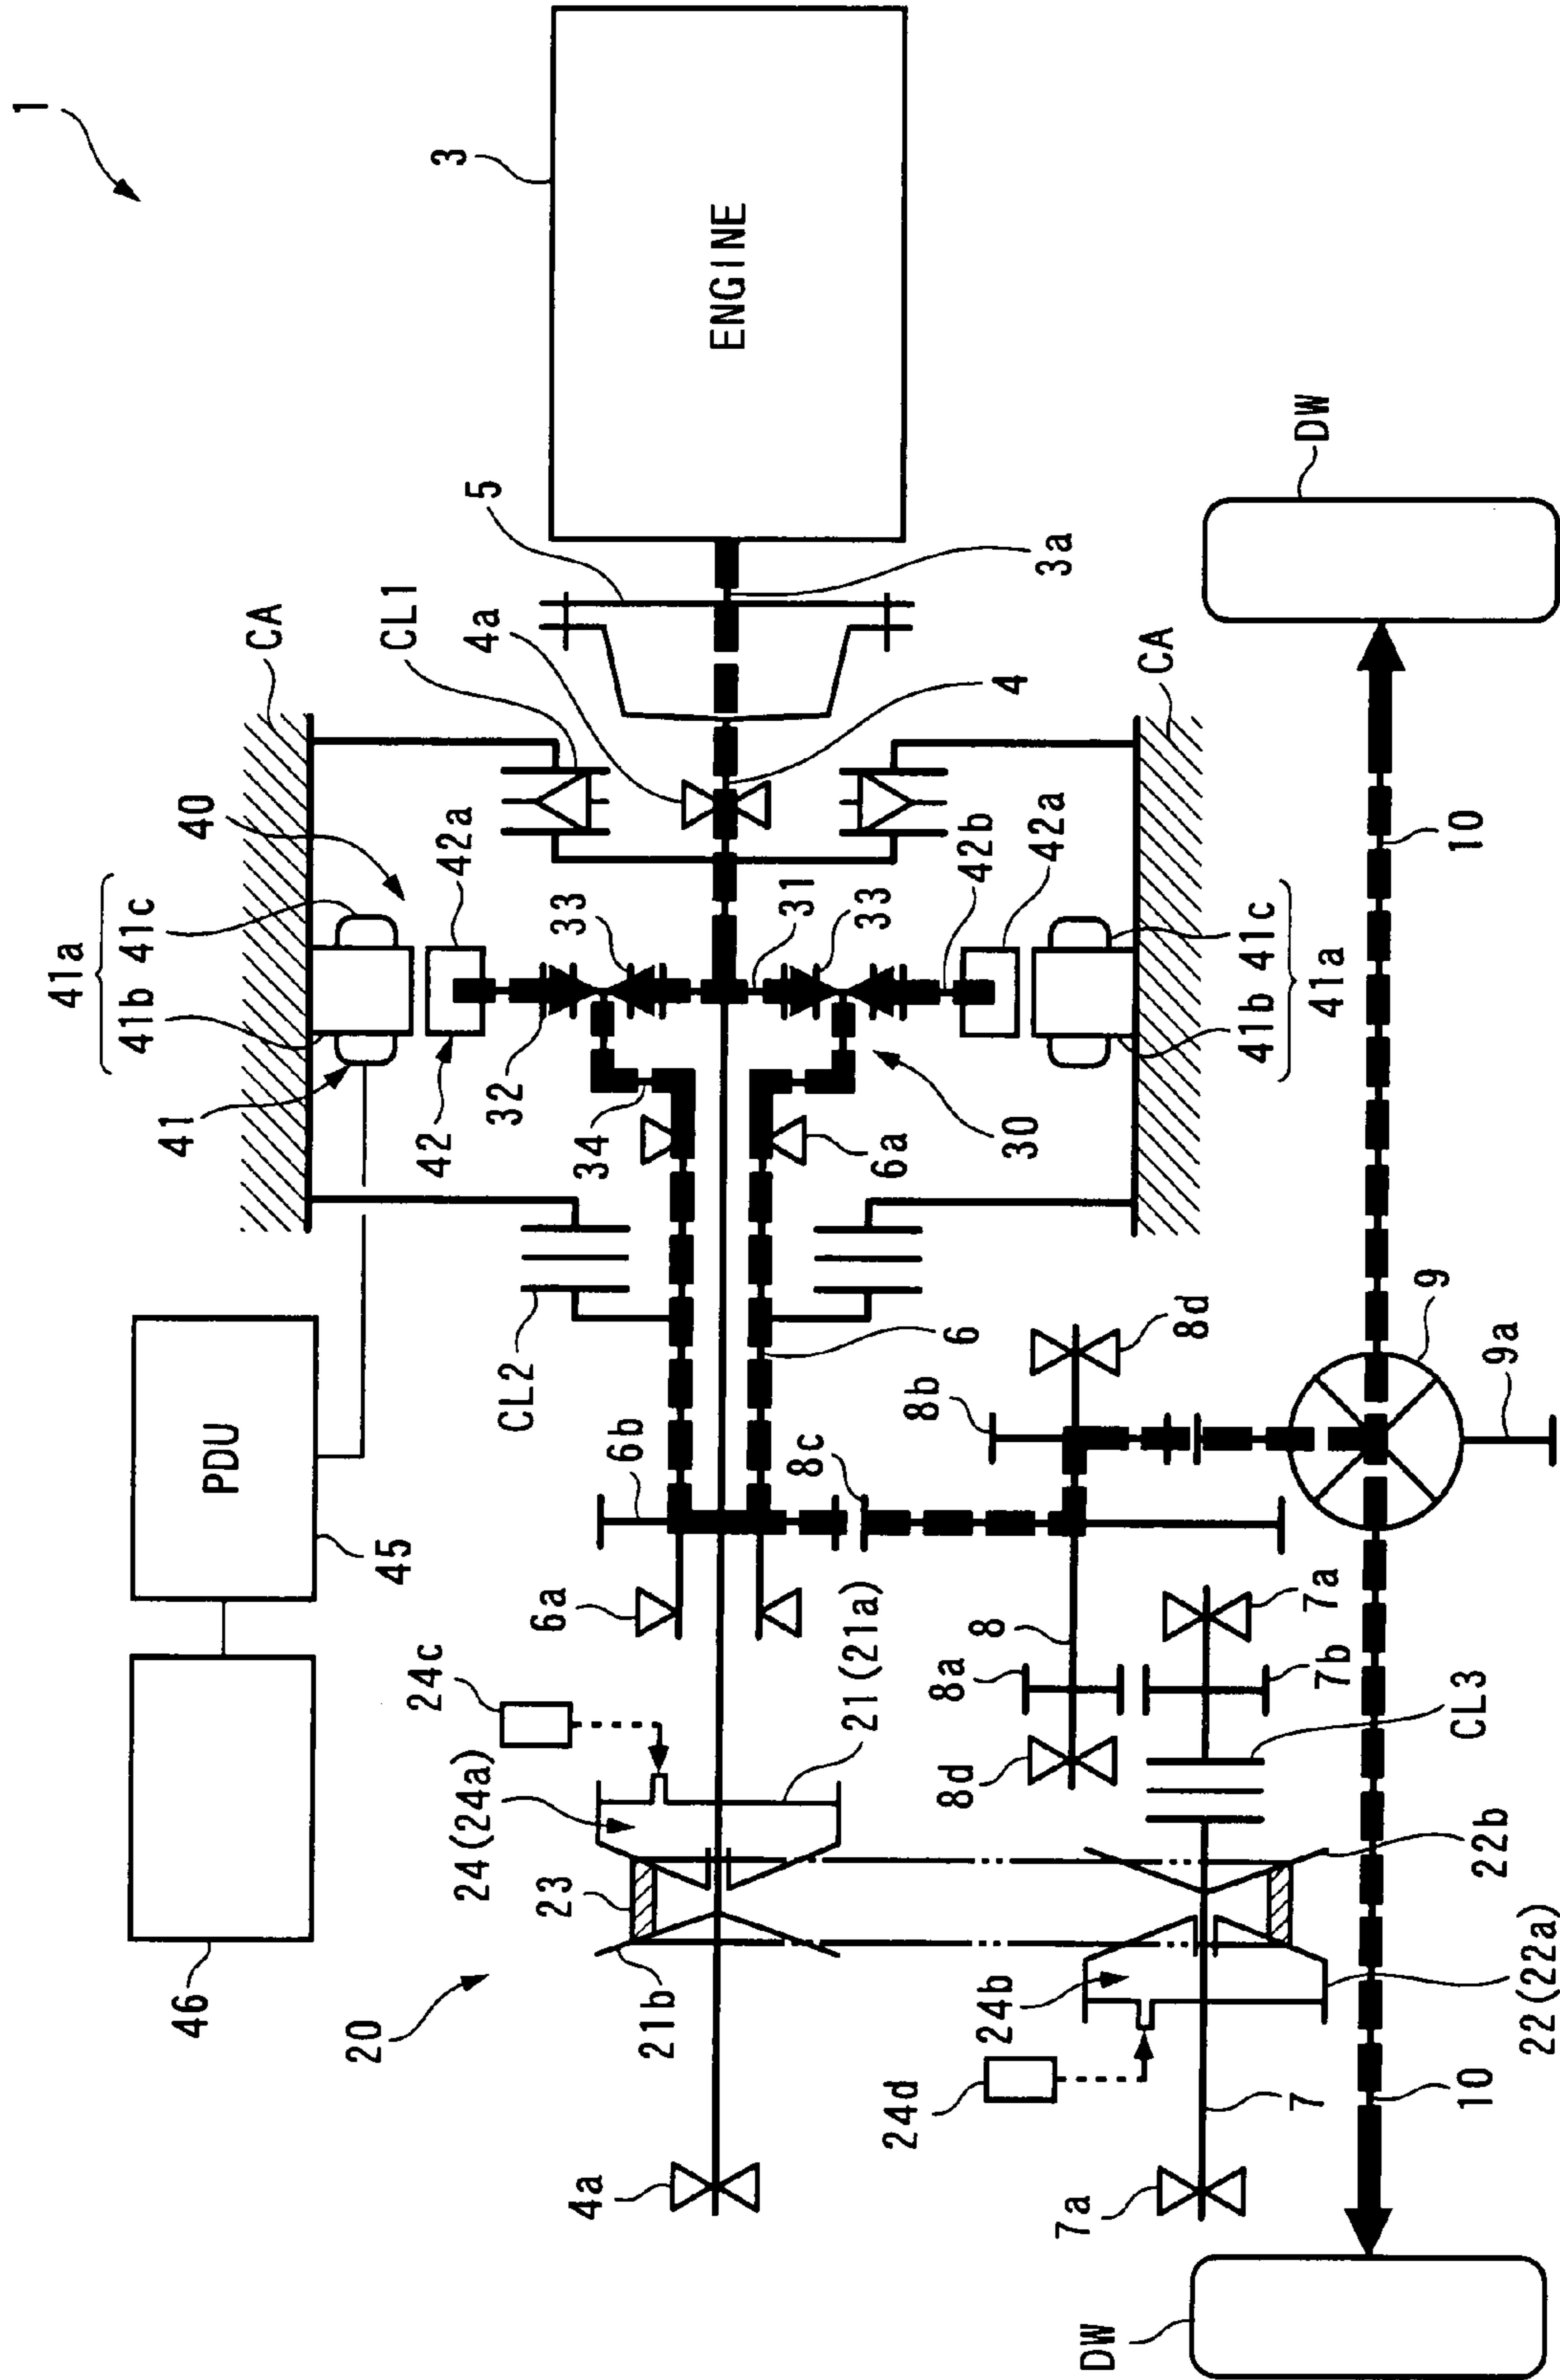 1
46
PDU
45
41a
41b 41c
41
40
CA
20
42
42a
24c
3
24(24a)
32
CL1
5
23
CL2
33
4a
6a
34
4a
21b
6b
ENGINE
4
31
8c
21(21a)
24d
6
42b
6a
3a
8b
8a
8
30
33
8d
24b
42a
7a
8d
CA
41b 41c
41a
7
7b
7a
9
DW
CL3
10
10
9a
22b
22(22a)
DW